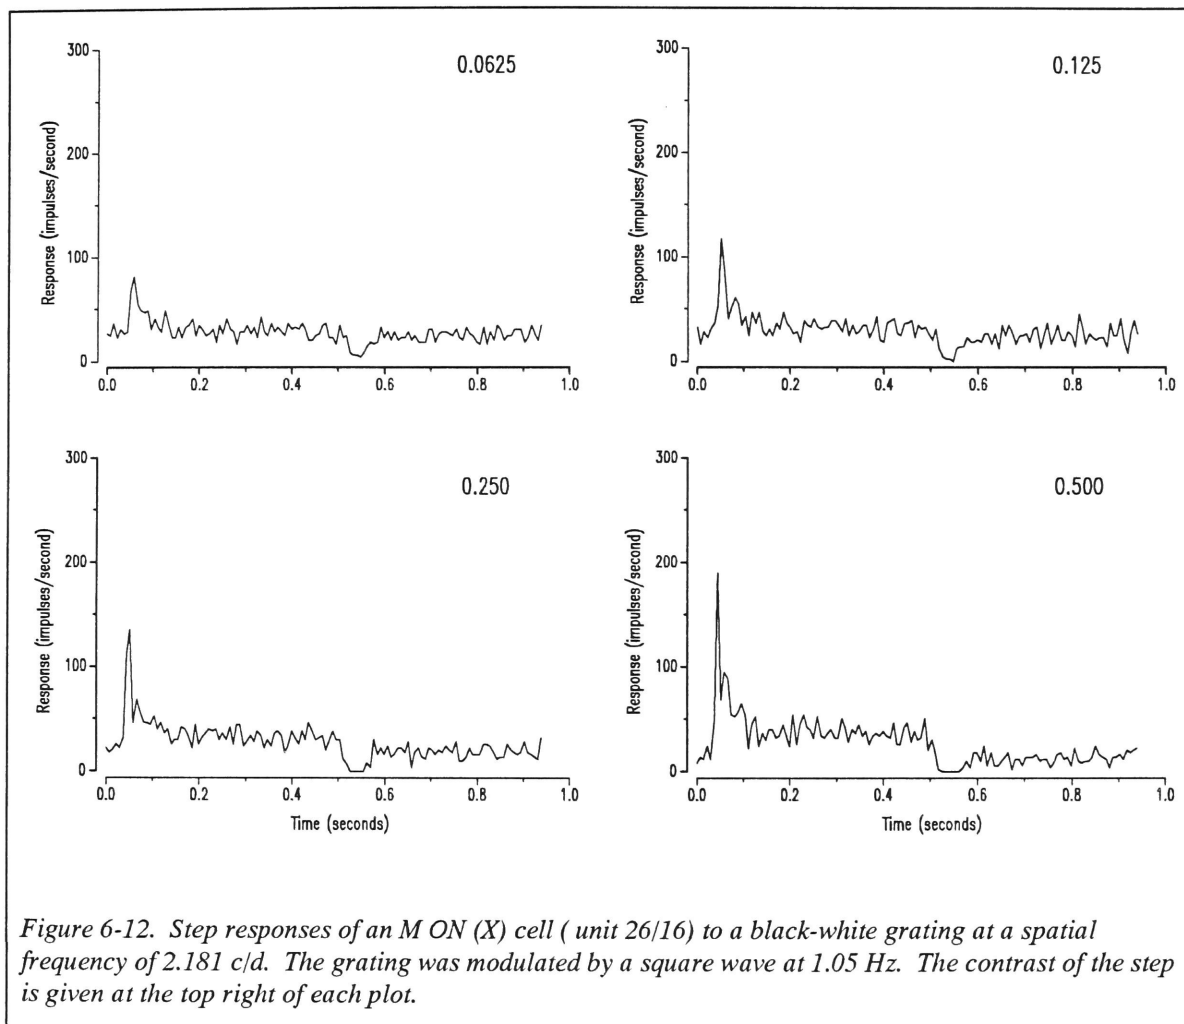 300
200
100
0
Response (impulses/second)
0.0625
0.0 0.2 0.4 0.6 0.8 1.0
300
200
100
0
Response (impulses/second)
0.125
0.0 0.2 0.4 0.6 0.8 1.0
300
200
100
0
Response (impulses/second)
0.250
0.0 0.2 0.4 0.6 0.8 1.0
Time (seconds)
300
200
100
0
Response (impulses/second)
0.500
0.0 0.2 0.4 0.6 0.8 1.0
Time (seconds)
Figure 6-12. Step responses of an M ON (X) cell ( unit 26/16) to a black-white grating at a spatial
frequency of 2.181 c/d. The grating was modulated by a square wave at 1.05 Hz. The contrast of the step
is given at the top right of each plot.